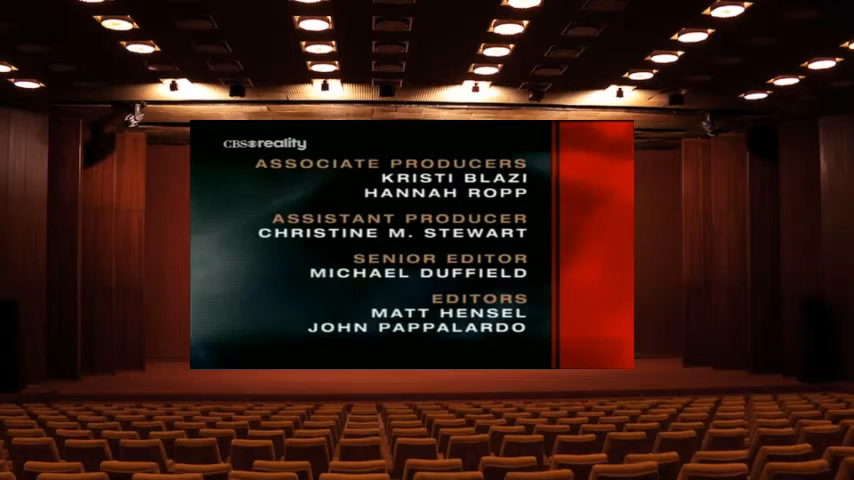 CBS reality
ASSOCIATE PRODUCERS
KRISTI BLAZI
HANNAH ROPP
ASSISTANT PRODUCER
CHRISTINE M. STEWART
SENIOR EDITOR
MICHAEL DUFFIELD
EDITORS
MATT HENSEL
JOHN PAPPALARDO